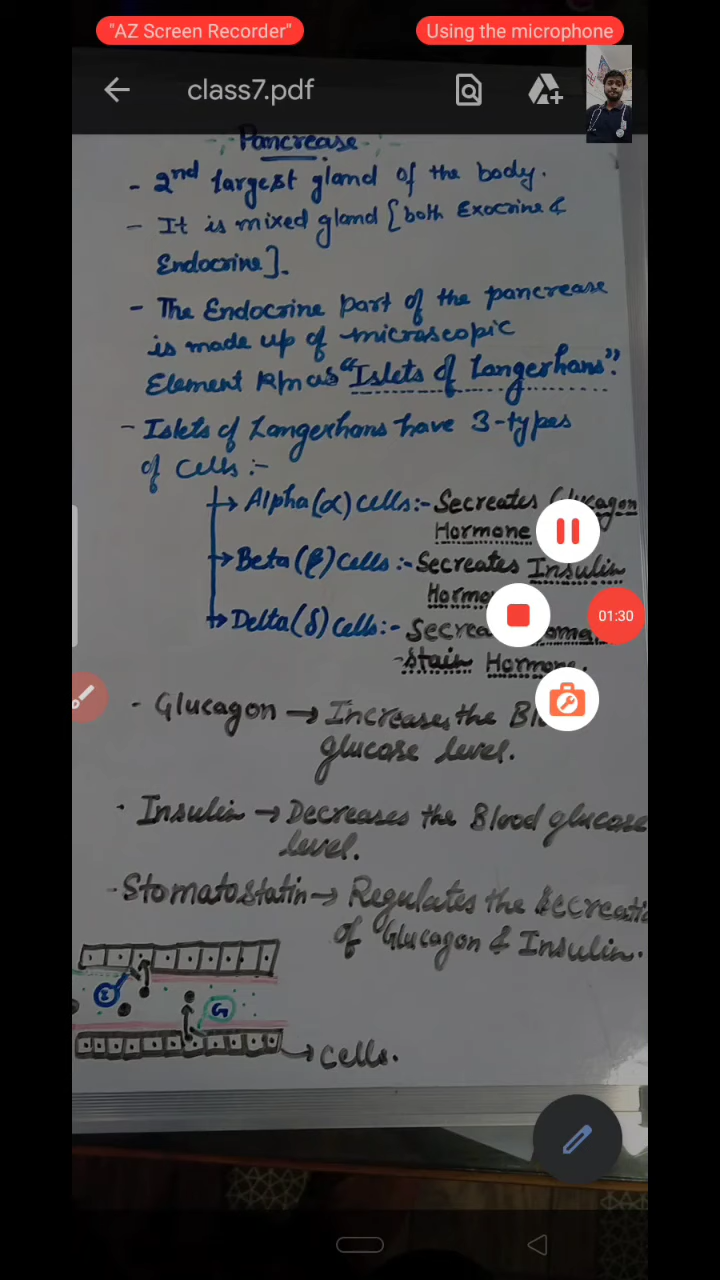 "AZ Screen Recorder"
Using the microphone
class7.pdf
Pancrease
- 2nd largest gland of the body.
- It is mixed gland [both Exocrine &
Endocrine].
- The Endocrine part of the pancrease
is made up of microscopic
Element as "Islets of Langerhans".
- Islets of Langerhans have 3-types
of cells :-
→ Alpha(α) cells:- Secreates Glucagon
Hormone
→ Beta(β) cells :- Secreates Insulin
→ Delta(δ) cells:-
-stain Hormone.
01:30
· Glucagon → Increases the
glucose level.
· Insulin → Decreases the Blood glucose
level.
- Stomatostatin → Regulates the
of Glucagon & Insulin.
G
→ cells.